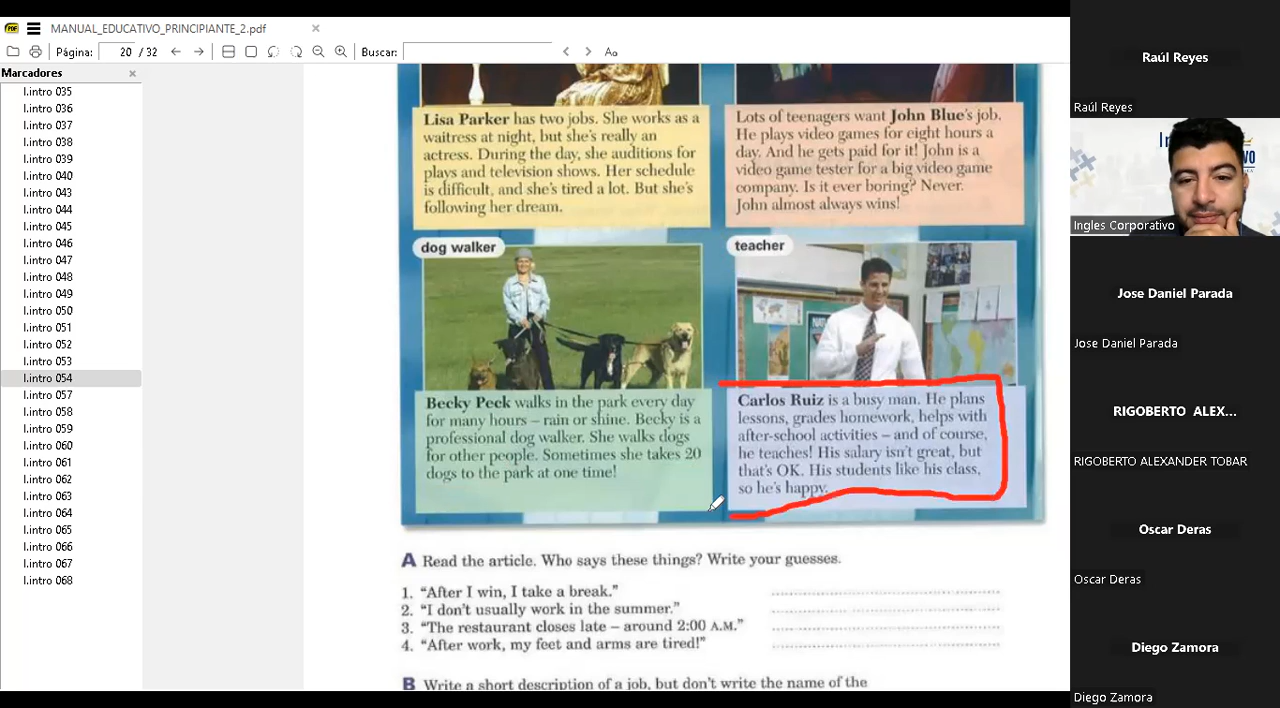 MANUAL_EDUCATIVO_PRINCIPIANTE_2.pdf
Página: 20 / 32
Buscar:
Aa
Marcadores
I.intro 035
I.intro 036
I.intro 037
I.intro 038
I.intro 039
I.intro 040
I.intro 043
I.intro 044
I.intro 045
I.intro 046
I.intro 047
I.intro 048
I.intro 049
I.intro 050
I.intro 051
I.intro 052
I.intro 053
I.intro 054
I.intro 057
I.intro 058
I.intro 059
I.intro 060
I.intro 061
I.intro 062
I.intro 063
I.intro 064
I.intro 065
I.intro 066
I.intro 067
I.intro 068
Lisa Parker has two jobs. She works as a
waitress at night, but she's really an
actress. During the day, she auditions for
plays and television shows. Her schedule
is difficult, and she's tired a lot. But she's
following her dream.
Lots of teenagers want John Blue's job.
He plays video games for eight hours a
day. And he gets paid for it! John is a
video game tester for a big video game
company. Is it ever boring? Never.
John almost always wins!
dog walker
Becky Peck walks in the park every day
for many hours – rain or shine. Becky is a
professional dog walker. She walks dogs
for other people. Sometimes she takes 20
dogs to the park at one time!
teacher
Carlos Ruiz is a busy man. He plans
lessons, grades homework, helps with
after-school activities – and of course,
he teaches! His salary isn't great, but
that's OK. His students like his class,
so he's happy.
A Read the article. Who says these things? Write your guesses.
1. "After I win, I take a break."
2. "I don't usually work in the summer."
3. "The restaurant closes late – around 2:00 A.M."
4. "After work, my feet and arms are tired!"
B Write a short description of a job, but don't write the name of the
Raúl Reyes
Raúl Reyes
Ingles Corporativo
Jose Daniel Parada
Jose Daniel Parada
RIGOBERTO ALEX...
RIGOBERTO ALEXANDER TOBAR
Oscar Deras
Oscar Deras
Diego Zamora
Diego Zamora